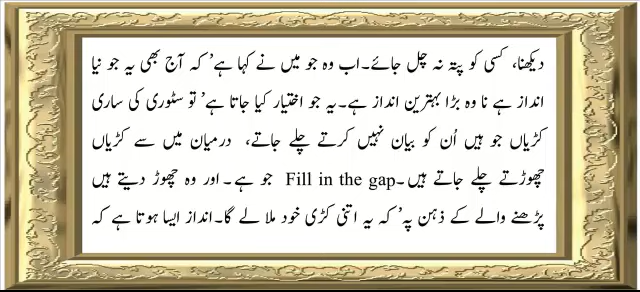 دیکھنا، کسی کو پتہ نہ چل جائے۔اب وہ جو میں نے کہا ہے ’ کہ آج بھی یہ جو نیا
انداز ہے نا وہ بڑا بہترین انداز ہے۔یہ جو اختیار کیا جاتا ہے ’ تو سٹوری کی ساری
کڑیاں جو ہیں اُن کو بیان نہیں کرتے چلے جاتے، درمیان میں سے کڑیاں
چھوڑتے چلے جاتے ہیں۔Fill in the gap جو ہے۔اور وہ چھوڑ دیتے ہیں
پڑھنے والے کے ذہن پہ ’ کہ یہ اتنی کڑی خود ملا لے گا۔انداز ایسا ہوتا ہے کہ